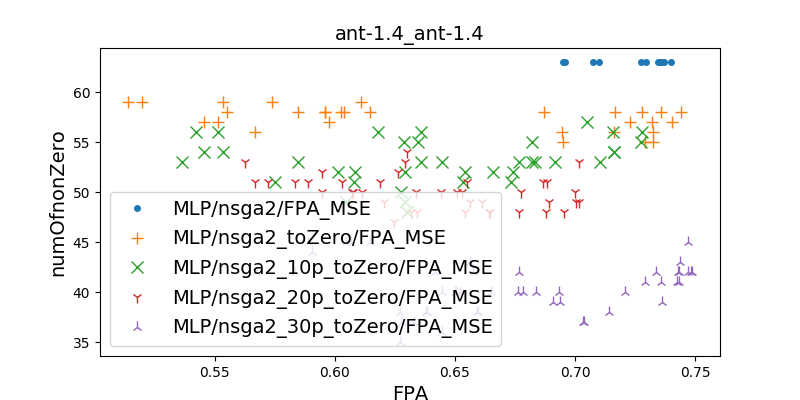 ant-1.4_ant-1.4
numOfnonZero
60
55
50
45
40
35
MLP/nsga2/FPA_MSE
MLP/nsga2_toZero/FPA_MSE
MLP/nsga2_10p_toZero/FPA_MSE
MLP/nsga2_20p_toZero/FPA_MSE
MLP/nsga2_30p_toZero/FPA_MSE
0.55 0.60 0.65 0.70 0.75
FPA